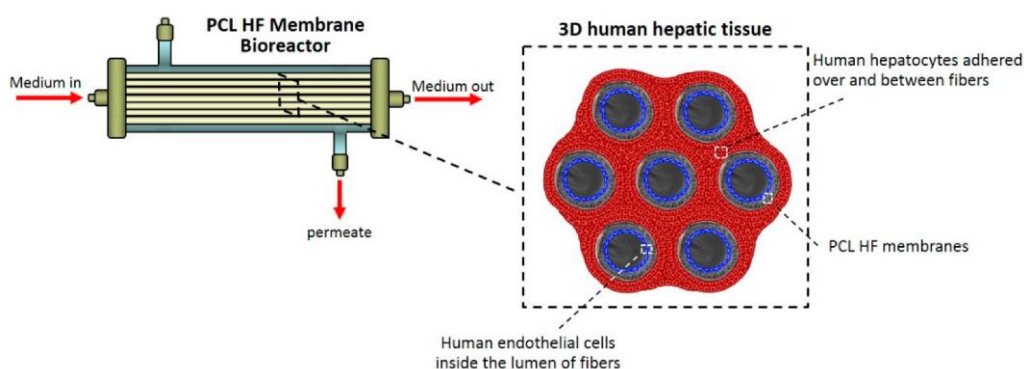 PCL HF Membrane
Bioreactor
Medium in
Medium out
permeate
3D human hepatic tissue
Human hepatocytes adhered
over and between fibers
PCL HF membranes
Human endothelial cells
inside the lumen of fibers